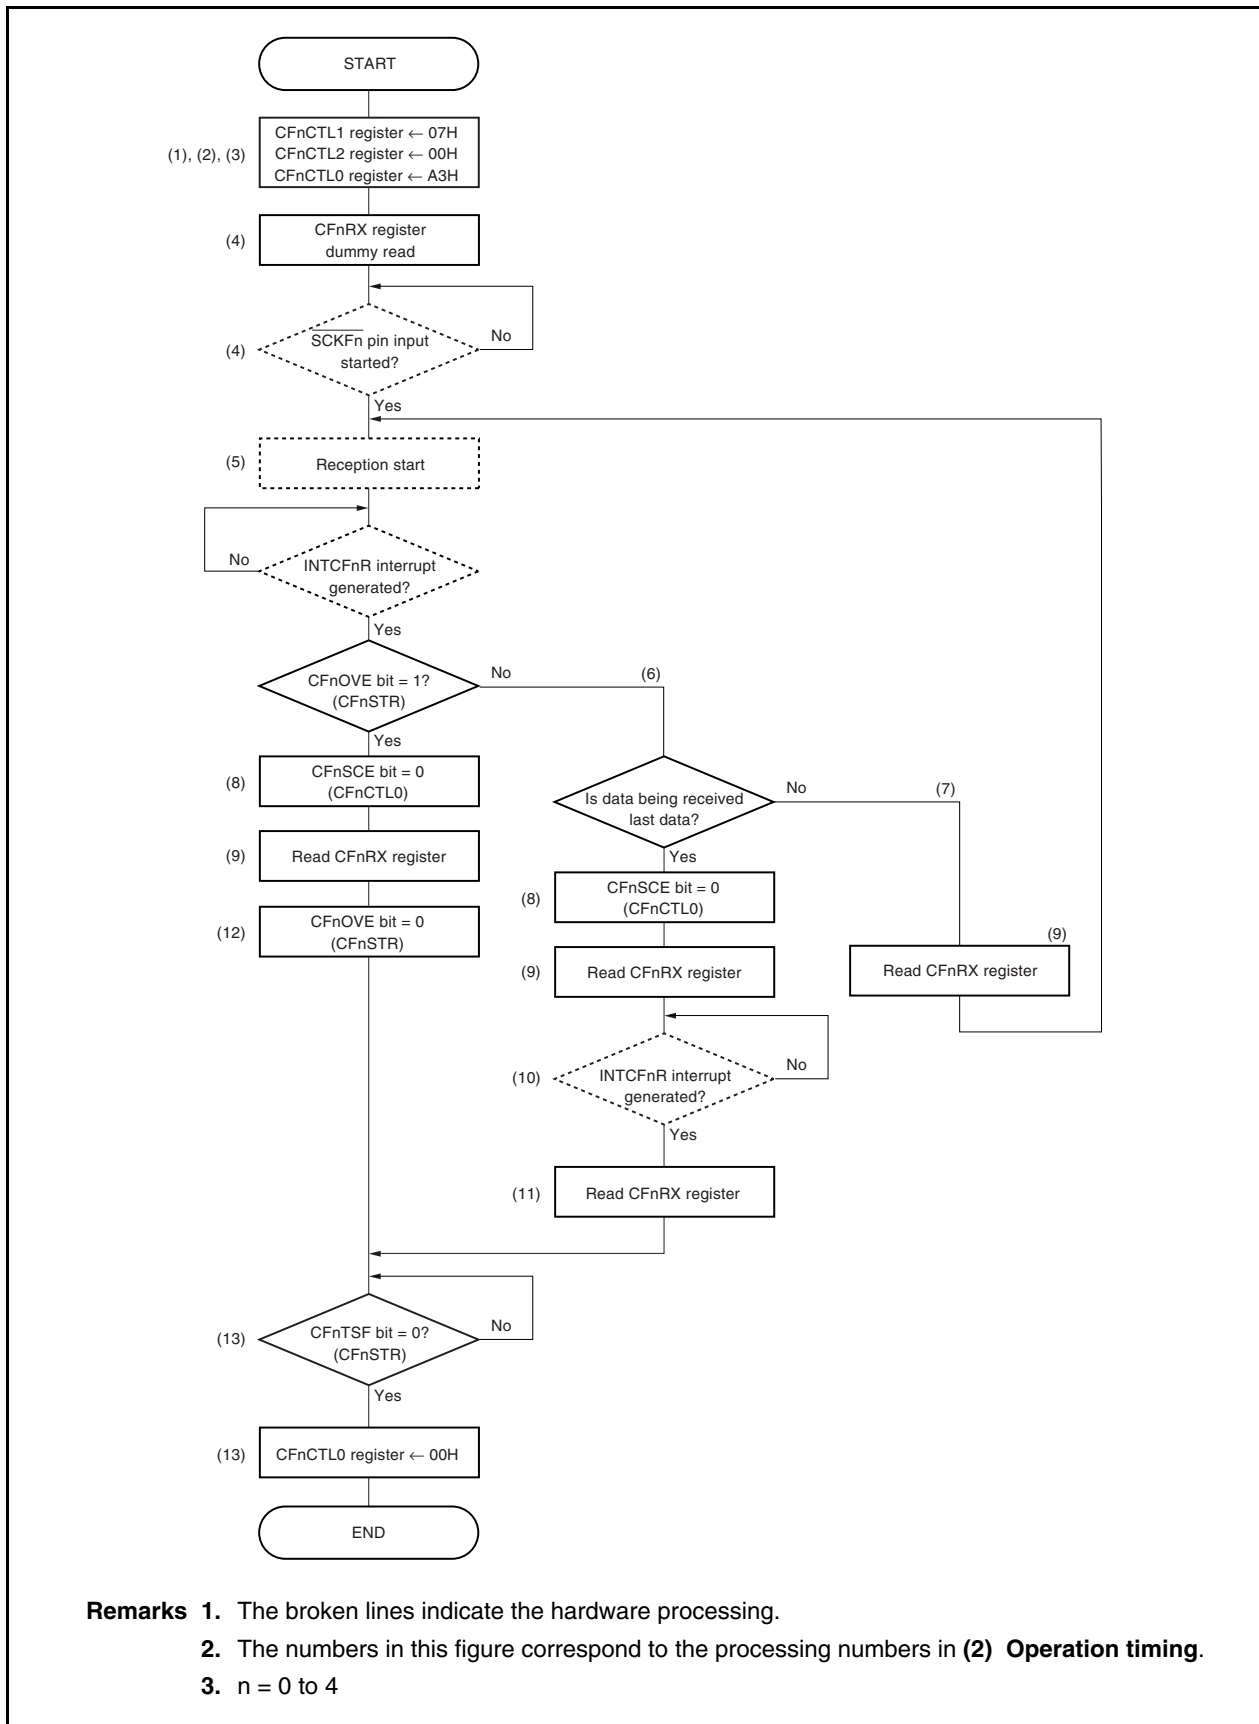 START
(1), (2), (3)
CFnCTL1 register ← 07H
CFnCTL2 register ← 00H
CFnCTL0 register ← A3H
(4)
CFnRX register
dummy read
(4)
SCKFn pin input
started?
No
Yes
(5)
Reception start
No
INTCFnR interrupt
generated?
Yes
CFnOVE bit = 1?
(CFnSTR)
No
(6)
Yes
(8)
CFnSCE bit = 0
(CFnCTL0)
Is data being received
last data?
No
(7)
Yes
(9)
Read CFnRX register
(8)
CFnSCE bit = 0
(CFnCTL0)
(12)
CFnOVE bit = 0
(CFnSTR)
(9)
Read CFnRX register
(9)
Read CFnRX register
(10)
INTCFnR interrupt
generated?
No
Yes
(11)
Read CFnRX register
(13)
CFnTSF bit = 0?
(CFnSTR)
No
Yes
(13)
CFnCTL0 register ← 00H
END
Remarks 1. The broken lines indicate the hardware processing.
2. The numbers in this figure correspond to the processing numbers in (2) Operation timing.
3. n = 0 to 4